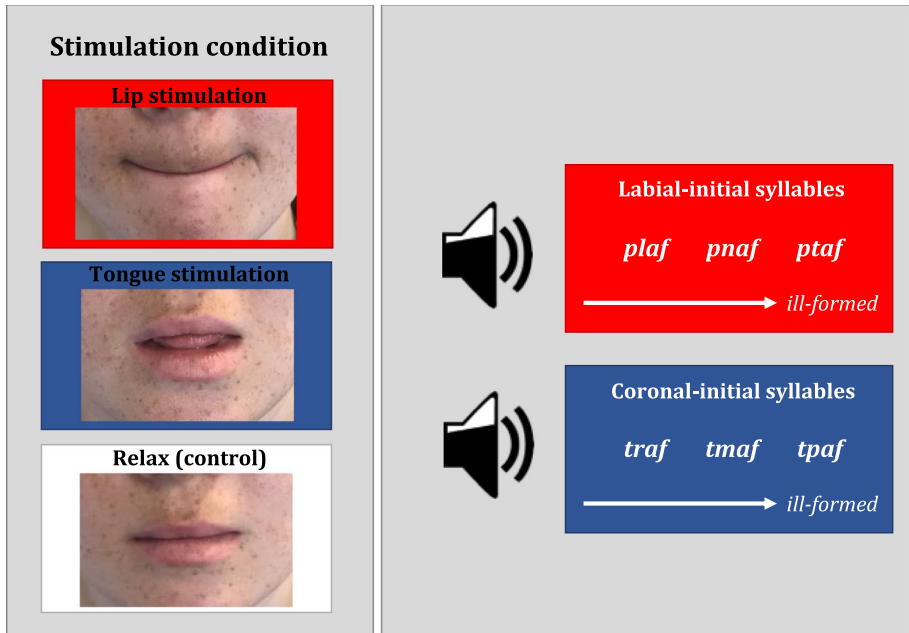 Stimulation condition
Lip stimulation
Tongue stimulation
Relax (control)
Labial-initial syllables
plaf pnaf ptaf
ill-formed
Coronal-initial syllables
traf tmaf tpaf
ill-formed